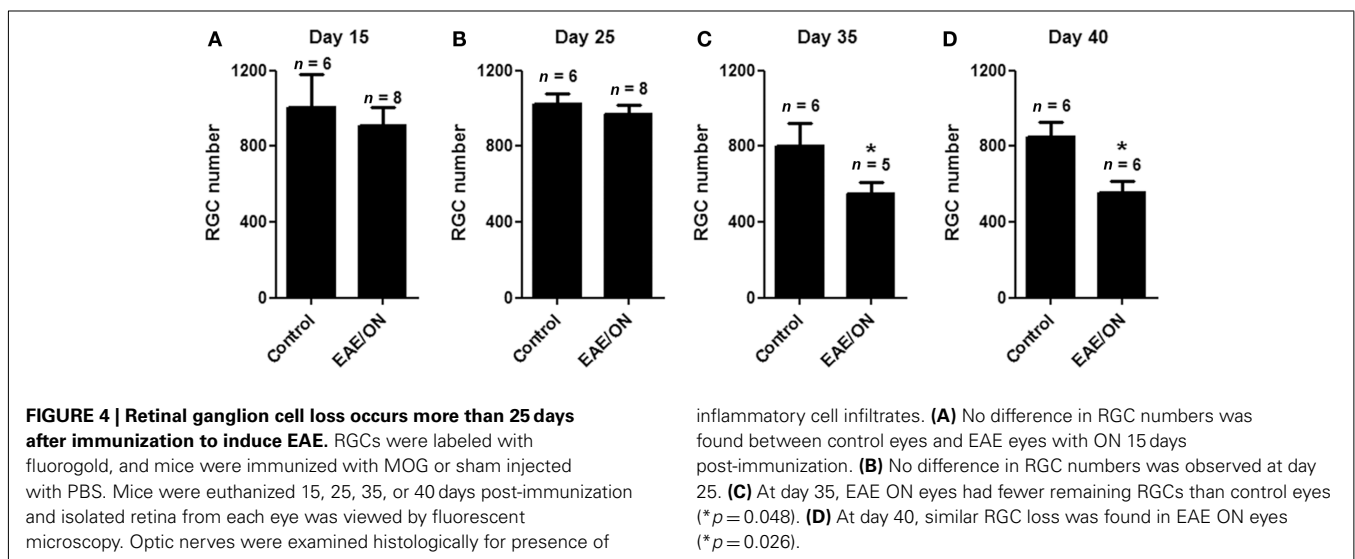 A Day 15
1200
800
400
0
RGC number
n = 6
n = 8
Control
EAE/ON
B Day 25
1200
800
400
0
RGC number
n = 6
n = 8
Control
EAE/ON
C Day 35
1200
800
400
0
RGC number
n = 6
*
n = 5
Control
EAE/ON
D Day 40
1200
800
400
0
RGC number
n = 6
*
n = 6
Control
EAE/ON
FIGURE 4 | Retinal ganglion cell loss occurs more than 25 days
after immunization to induce EAE. RGCs were labeled with
fluorogold, and mice were immunized with MOG or sham injected
with PBS. Mice were euthanized 15, 25, 35, or 40 days post-immunization
and isolated retina from each eye was viewed by fluorescent
microscopy. Optic nerves were examined histologically for presence of
inflammatory cell infiltrates. (A) No difference in RGC numbers was
found between control eyes and EAE eyes with ON 15 days
post-immunization. (B) No difference in RGC numbers was observed at day
25. (C) At day 35, EAE ON eyes had fewer remaining RGCs than control eyes
(*p = 0.048). (D) At day 40, similar RGC loss was found in EAE ON eyes
(*p = 0.026).